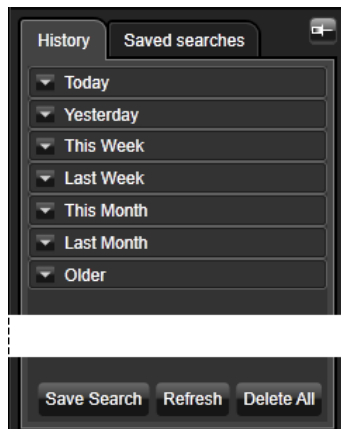 History Saved searches
Today
Yesterday
This Week
Last Week
This Month
Last Month
Older
Save Search Refresh Delete All